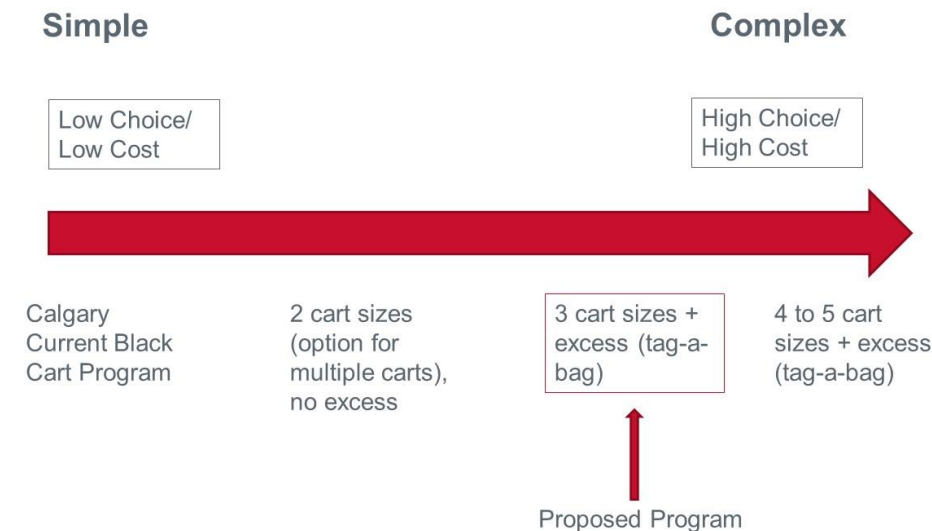 Simple
Complex
Low Choice/
Low Cost
High Choice/
High Cost
Calgary
Current Black
Cart Program
2 cart sizes
(option for
multiple carts),
no excess
3 cart sizes +
excess (tag-a-
bag)
4 to 5 cart
sizes + excess
(tag-a-bag)
Proposed Program